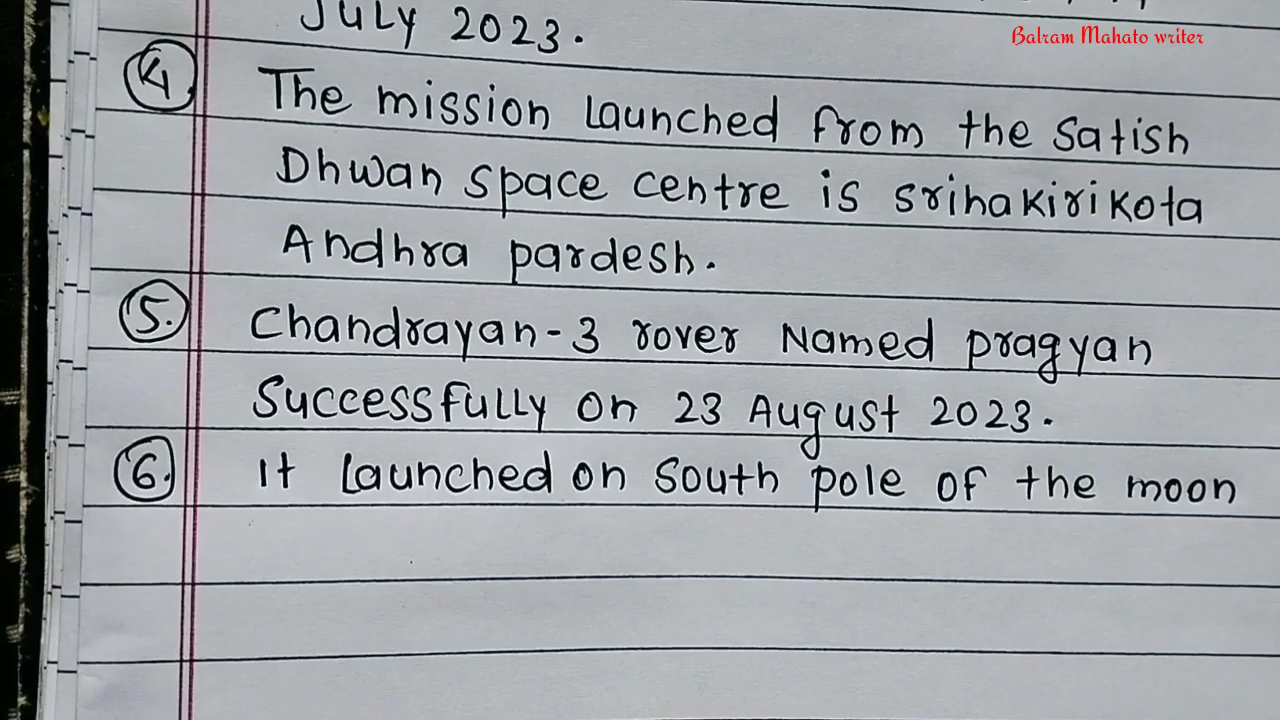 July 2023.
Balram Mahato writer
4. The mission launched from the Satish
Dhwan space centre is srihakirikota
Andhra pardesh.
5. Chandrayan-3 rover Named pragyan
Successfully on 23 August 2023.
6. It launched on south pole of the moon